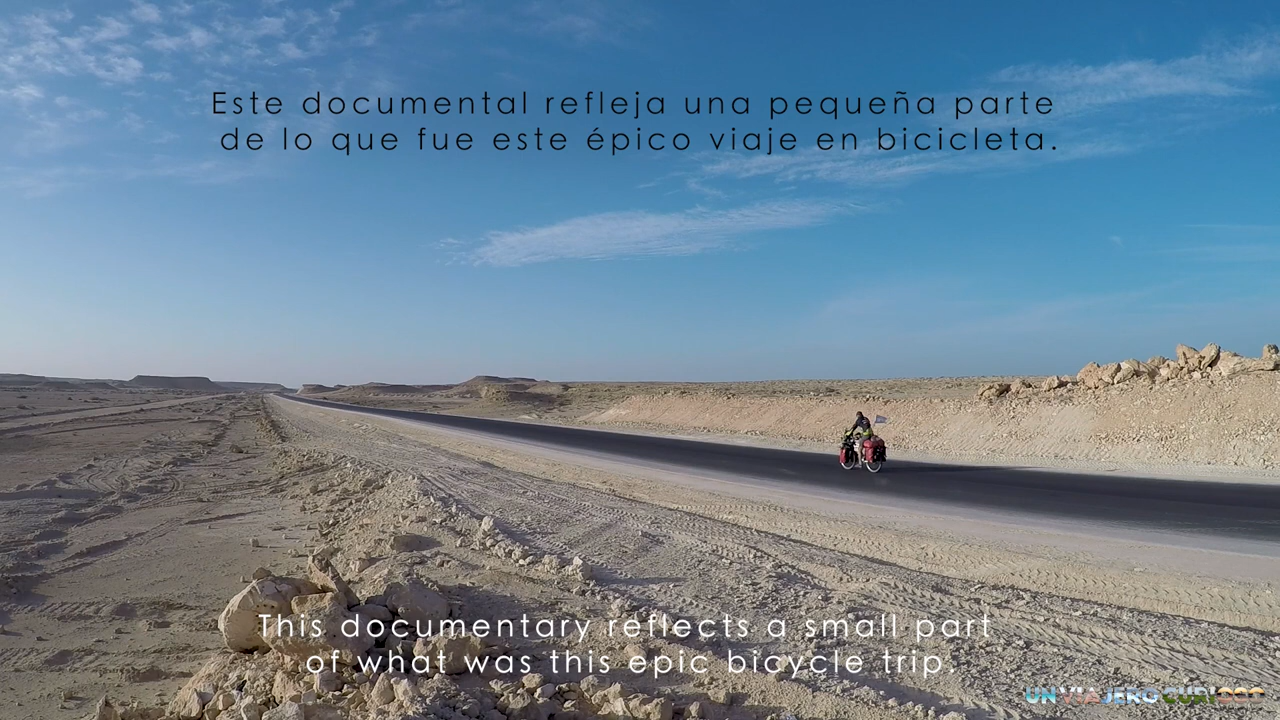 Este documental refleja una pequeña parte
de lo que fue este épico viaje en bicicleta.
This documentary reflects a small part
of what was this epic bicycle trip.
UN VIAJERO CURIOSO